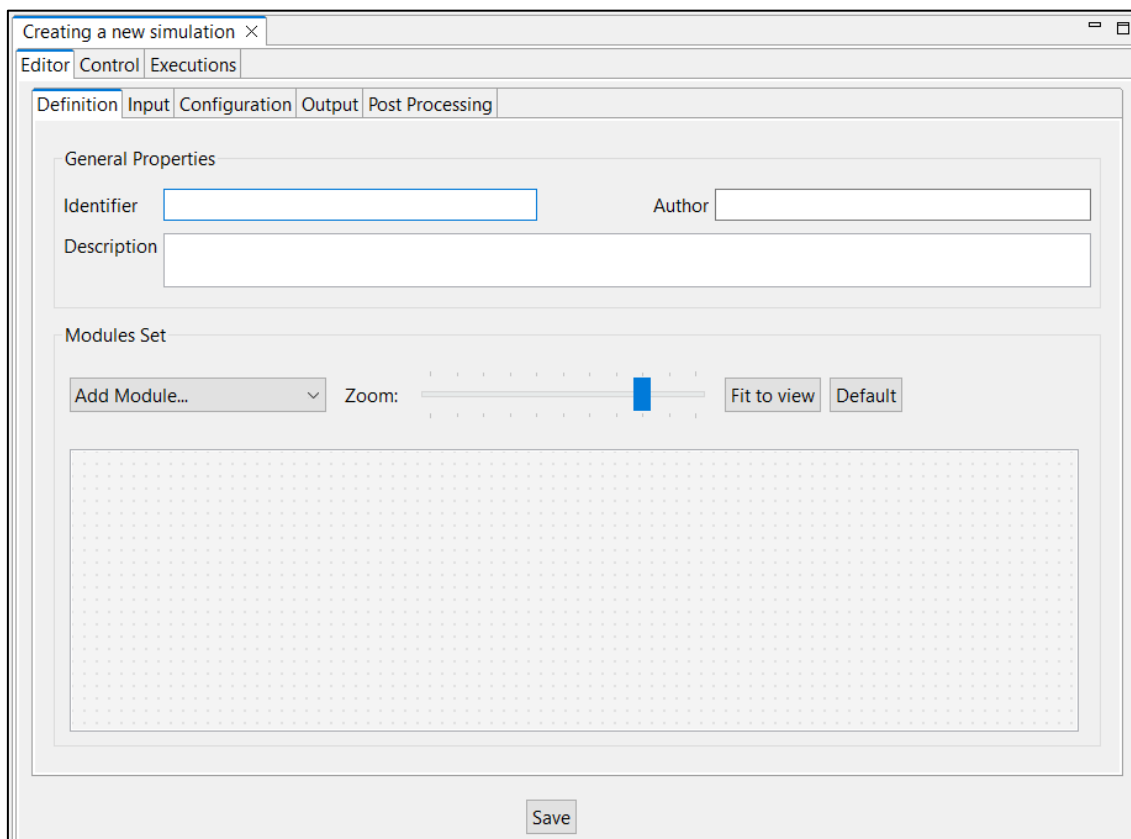 Creating a new simulation
Editor Control Executions
Definition Input Configuration Output Post Processing
General Properties
Identifier Author
Description
Modules Set
Add Module... Zoom: Fit to view Default
Save